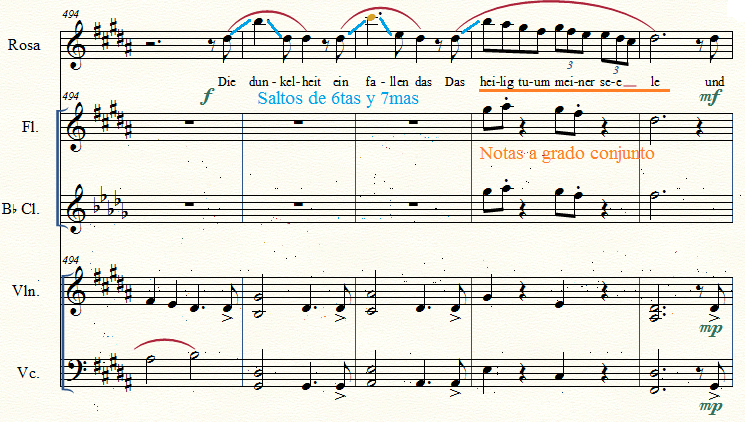 494
Rosa
f
Die dun - kel - heit ein fa - llen das Das hei-lig tu-um mei-ner se-e le und
mf
Saltos de 6tas y 7mas
3 3
494
Fl.
Notas a grado conjunto
B♭ Cl.
494
Vln.
mp
Vc.
mp